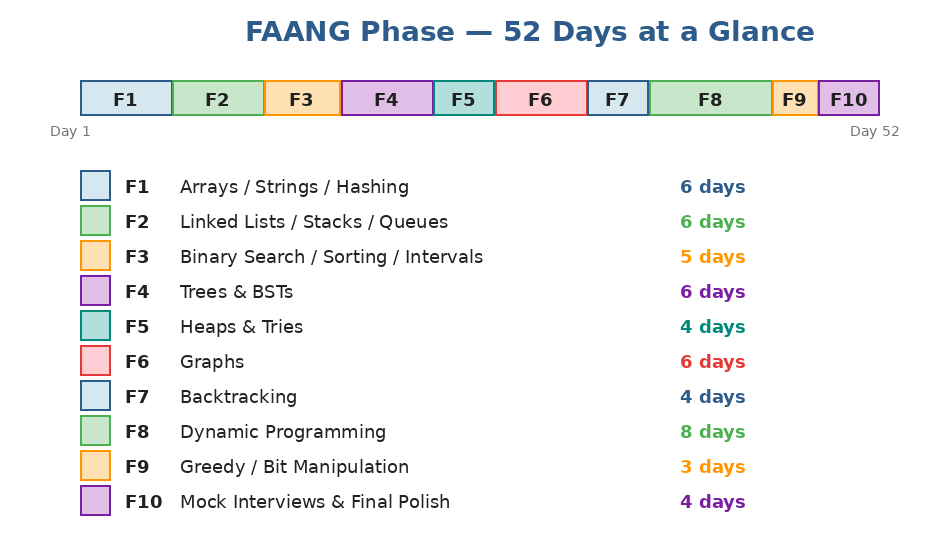 FAANG Phase — 52 Days at a Glance
F1 F2 F3 F4 F5 F6 F7 F8 F9 F10
Day 1 Day 52
F1 Arrays / Strings / Hashing 6 days
F2 Linked Lists / Stacks / Queues 6 days
F3 Binary Search / Sorting / Intervals 5 days
F4 Trees & BSTs 6 days
F5 Heaps & Tries 4 days
F6 Graphs 6 days
F7 Backtracking 4 days
F8 Dynamic Programming 8 days
F9 Greedy / Bit Manipulation 3 days
F10 Mock Interviews & Final Polish 4 days